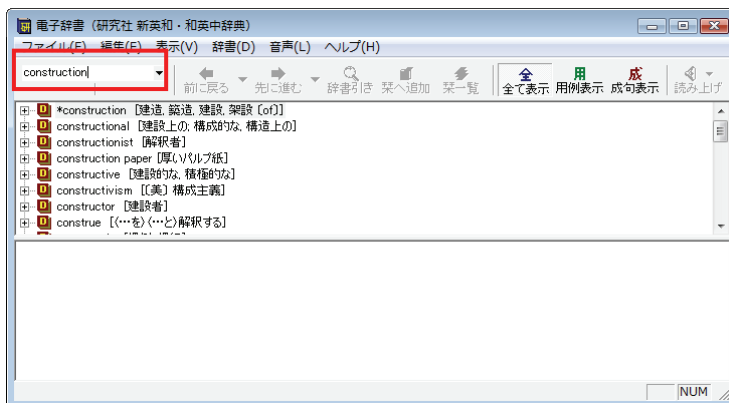 電子辞書（研究社 新英和・和英中辞典）
ファイル(F) 編集(E) 表示(V) 辞書(D) 音声(L) ヘルプ(H)
construction
前に戻る 先に進む 辞書引き 栞へ追加 栞一覧 全 全て表示 用 用例表示 成 成句表示 読み上げ
*construction [建造, 築造, 建設, 架設〔of〕]
constructional [建設上の; 構成的な, 構造上の]
constructionist [解釈者]
construction paper [厚いパルプ紙]
constructive [建設的な, 積極的な]
constructivism [〔美〕構成主義]
constructor [建設者]
construe [〈…を〉〈…と〉解釈する]
NUM